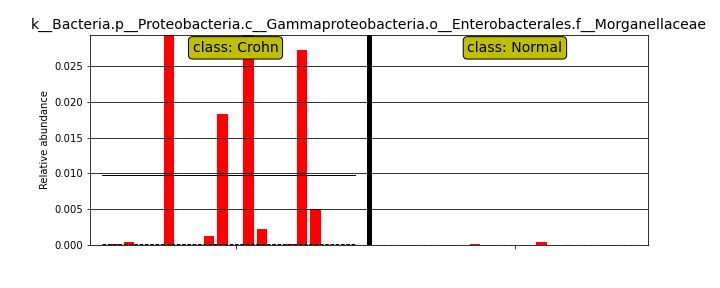 k__Bacteria.p__Proteobacteria.c__Gammaproteobacteria.o__Enterobacterales.f__Morganellaceae
class: Crohn
class: Normal
Relative abundance
0.025
0.020
0.015
0.010
0.005
0.000